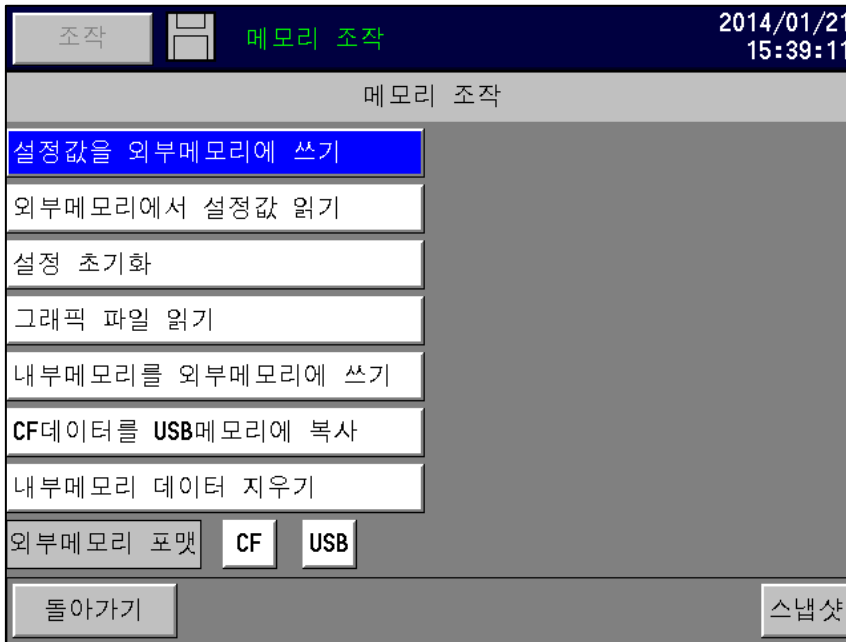 조작 메모리 조작 2014/01/21
15:39:11
메모리 조작
설정값을 외부메모리에 쓰기
외부메모리에서 설정값 읽기
설정 초기화
그래픽 파일 읽기
내부메모리를 외부메모리에 쓰기
CF데이터를 USB메모리에 복사
내부메모리 데이터 지우기
외부메모리 포맷 CF USB
돌아가기 스냅샷